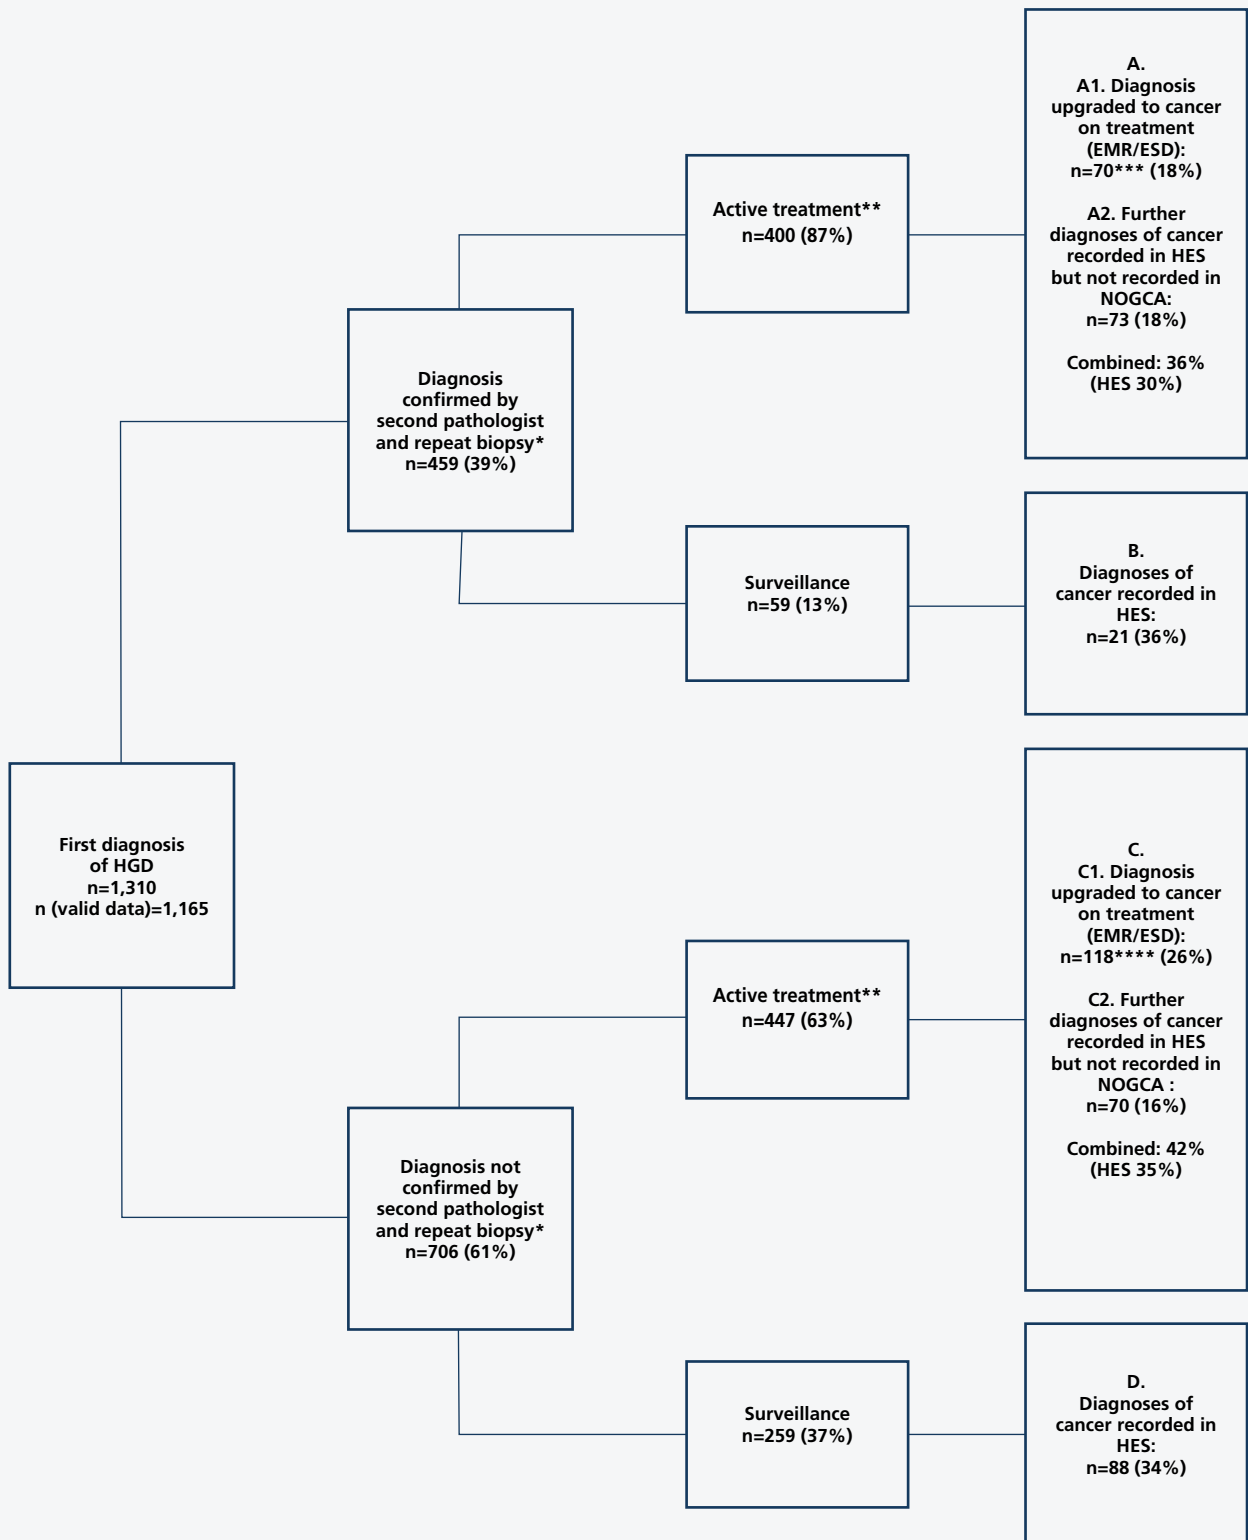 First diagnosis
of HGD
n=1,310
n (valid data)=1,165
Diagnosis
confirmed by
second pathologist
and repeat biopsy*
n=459 (39%)
Active treatment**
n=400 (87%)
A.
A1. Diagnosis
upgraded to cancer
on treatment
(EMR/ESD):
n=70*** (18%)
A2. Further
diagnoses of cancer
recorded in HES
but not recorded in
NOGCA:
n=73 (18%)
Combined: 36%
(HES 30%)
Surveillance
n=59 (13%)
B.
Diagnoses of
cancer recorded in
HES:
n=21 (36%)
Diagnosis not
confirmed by
second pathologist
and repeat biopsy*
n=706 (61%)
Active treatment**
n=447 (63%)
C.
C1. Diagnosis
upgraded to cancer
on treatment
(EMR/ESD):
n=118**** (26%)
C2. Further
diagnoses of cancer
recorded in HES
but not recorded in
NOGCA :
n=70 (16%)
Combined: 42%
(HES 35%)
Surveillance
n=259 (37%)
D.
Diagnoses of
cancer recorded in
HES:
n=88 (34%)